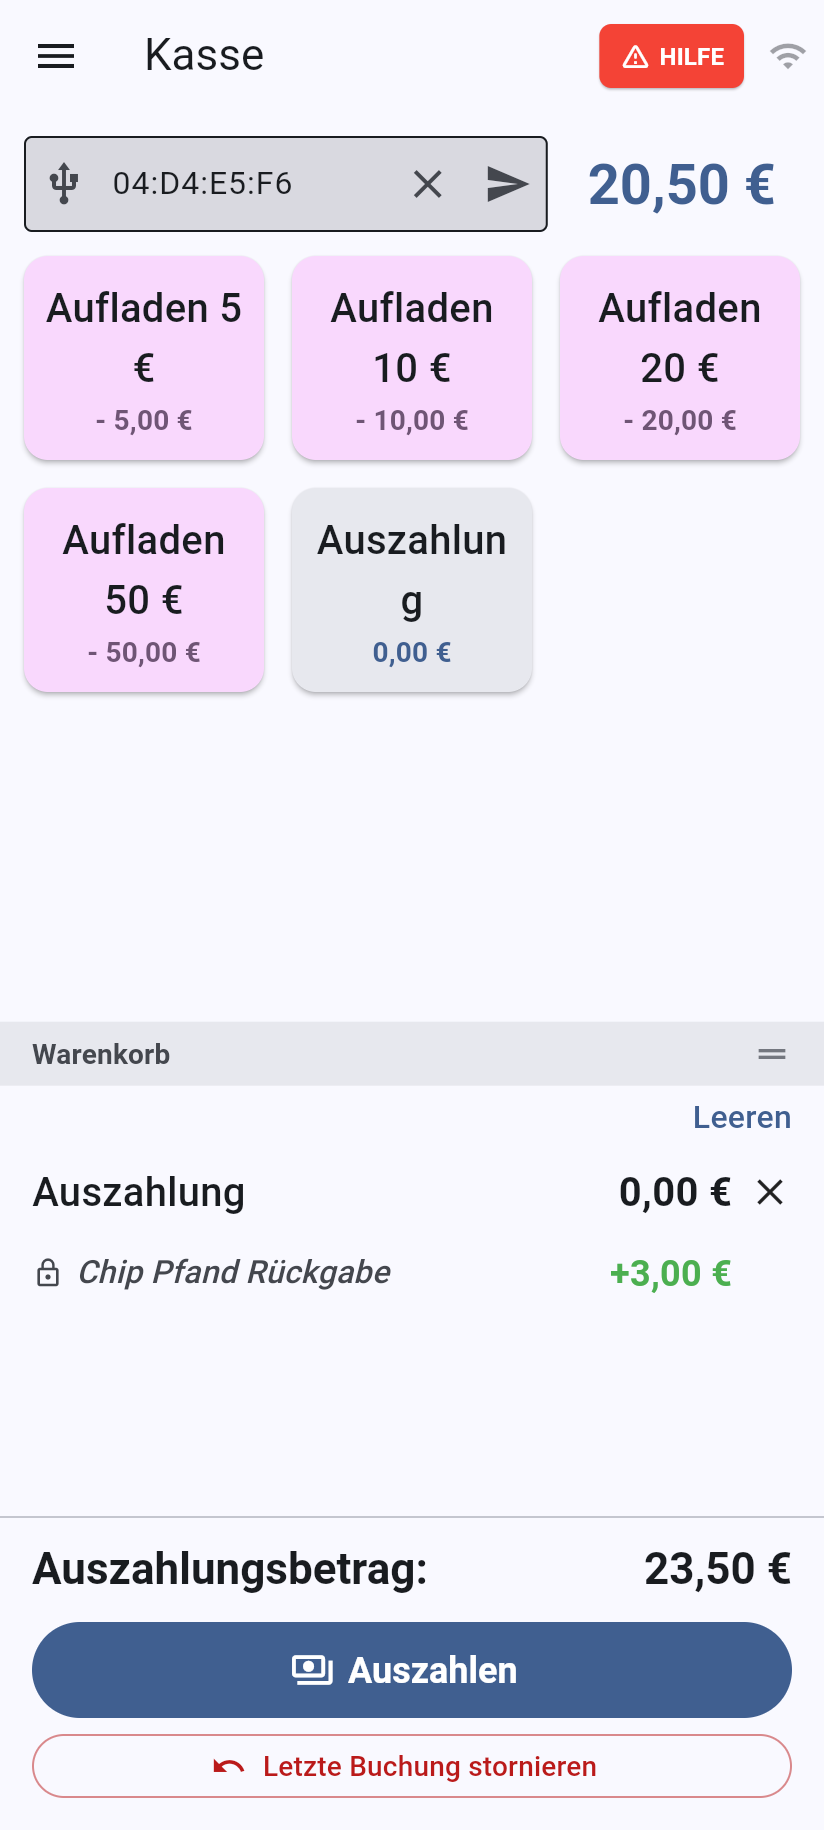 Kasse
HILFE
04:D4:E5:F6
20,50 €
Aufladen 5
€
- 5,00 €
Aufladen
10 €
- 10,00 €
Aufladen
20 €
- 20,00 €
Aufladen
50 €
- 50,00 €
Auszahlun
g
0,00 €
Warenkorb
Leeren
Auszahlung 0,00 €
Chip Pfand Rückgabe +3,00 €
Auszahlungsbetrag: 23,50 €
Auszahlen
Letzte Buchung stornieren